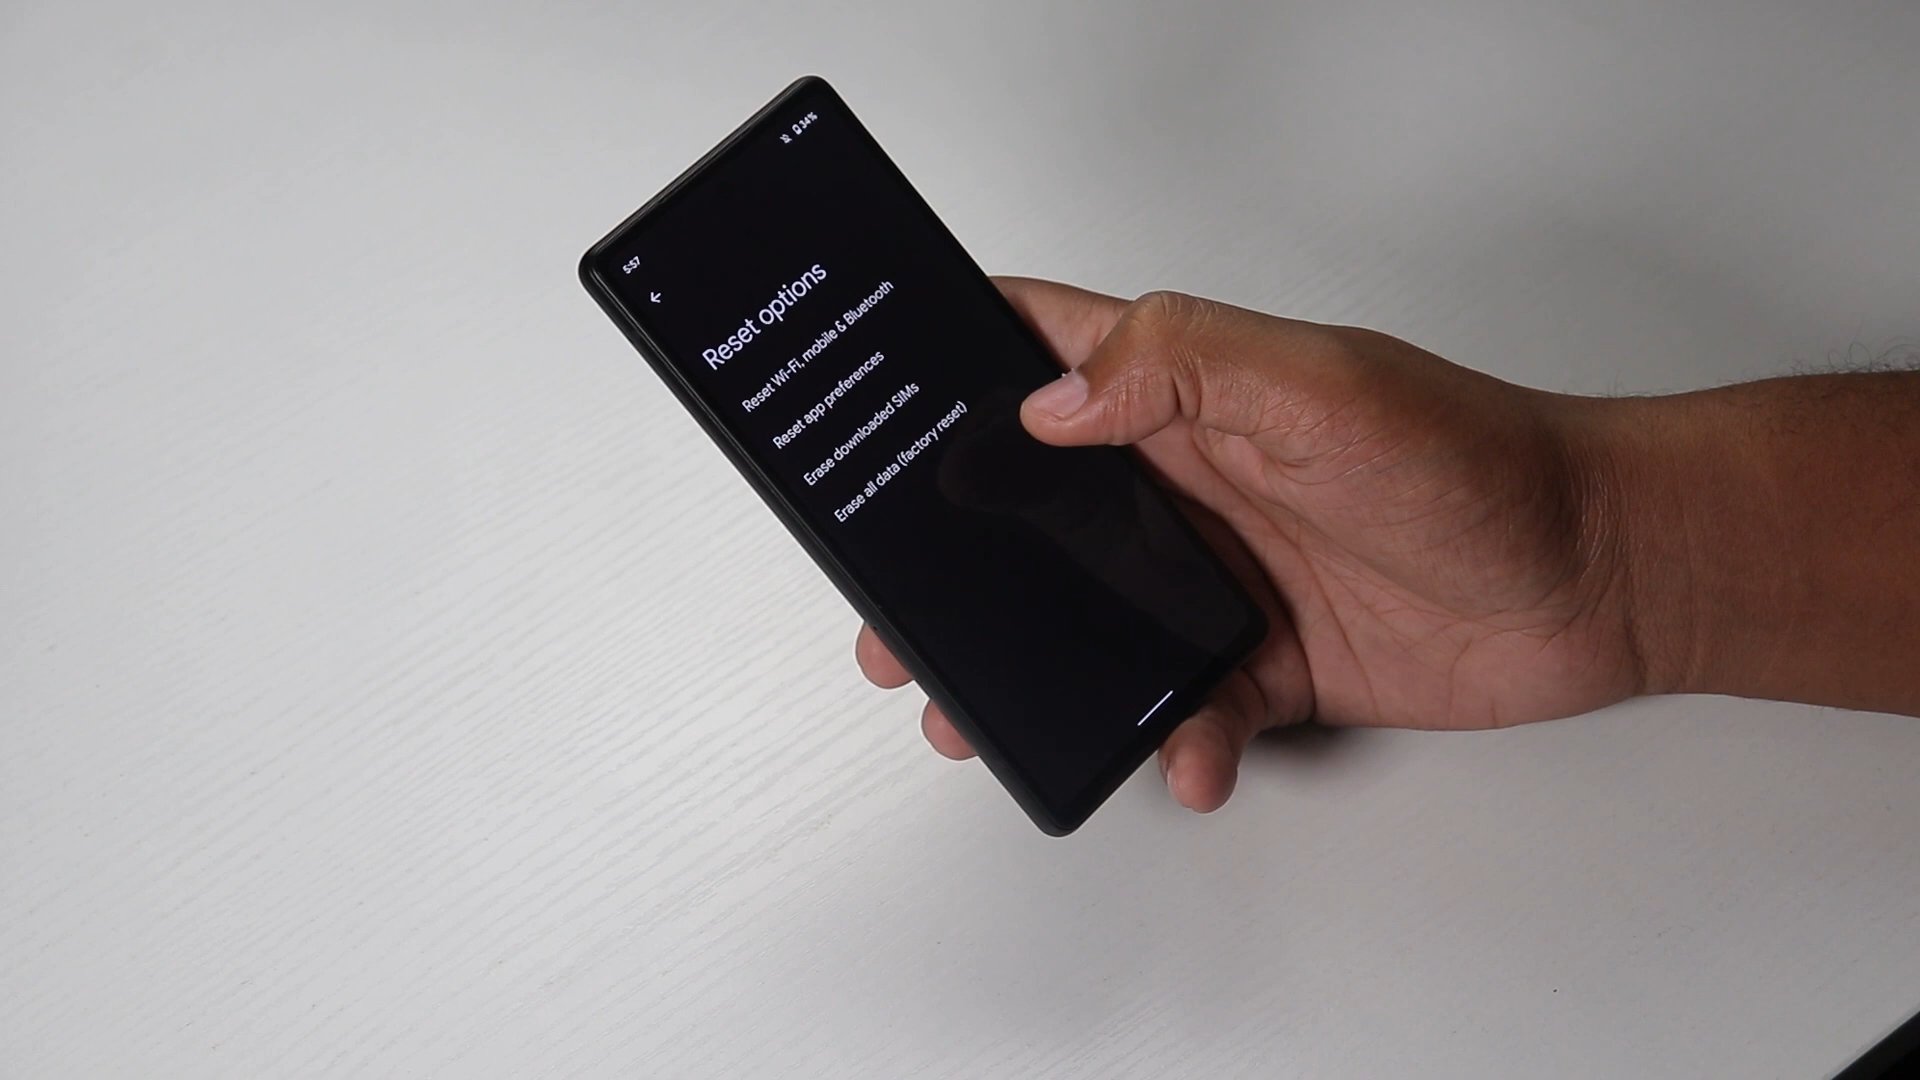 5:57
34%
Reset options
Reset Wi-Fi, mobile & Bluetooth
Reset app preferences
Erase downloaded SIMs
Erase all data (factory reset)